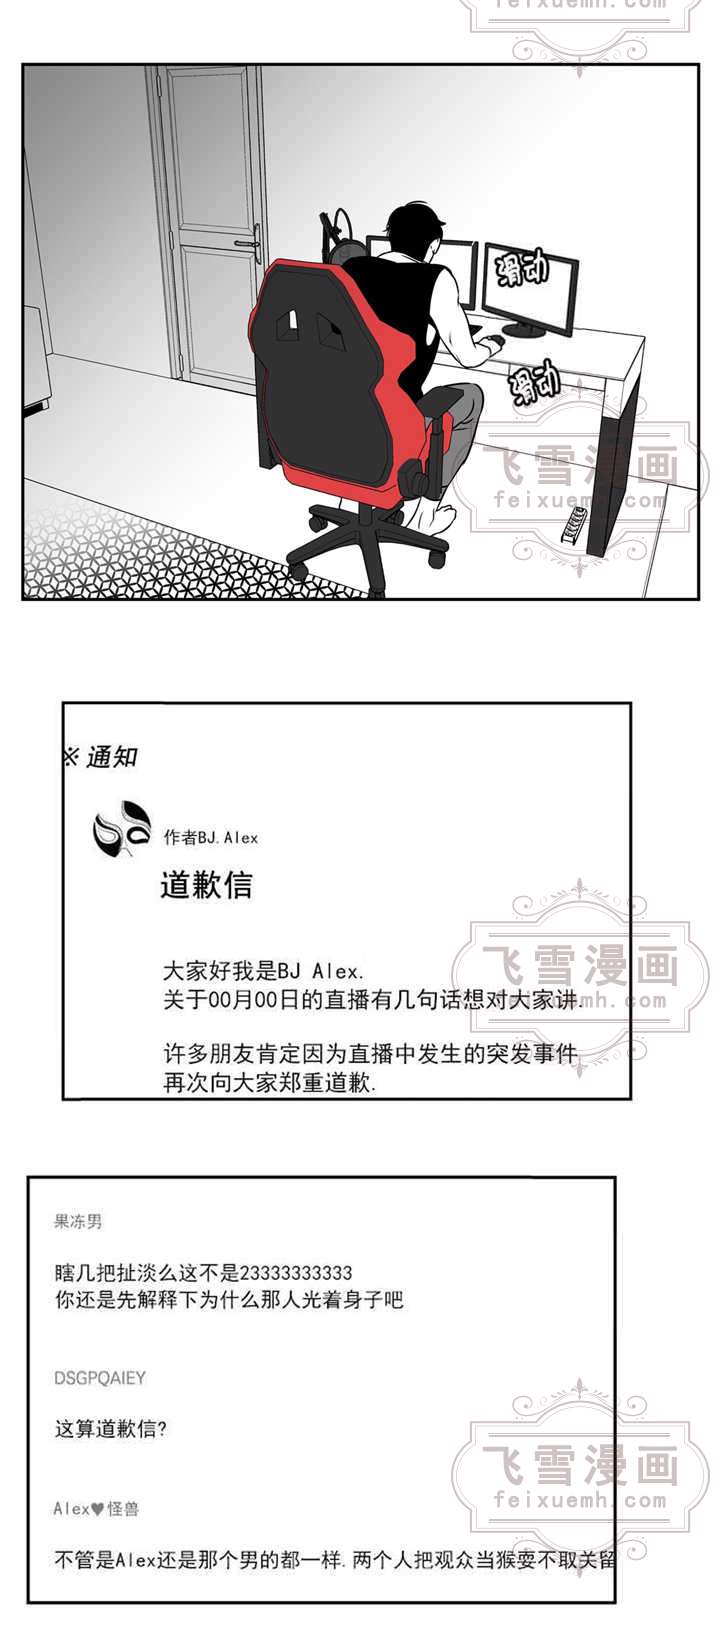 feixuemh.com
滑动
滑动
飞雪漫画
feixuemh.com
※通知
作者BJ.Alex
道歉信
大家好我是BJ Alex.
关于00月00日的直播有几句话想对大家讲.
许多朋友肯定因为直播中发生的突发事件
再次向大家郑重道歉.
飞雪漫画
feixuemh.com
果冻男
瞎几把扯淡么这不是23333333333
你还是先解释下为什么那人光着身子吧
DSGPQAIEY
这算道歉信?
Alex♥怪兽
不管是Alex还是那个男的都一样.两个人把观众当猴耍不取关留
飞雪漫画
feixuemh.com